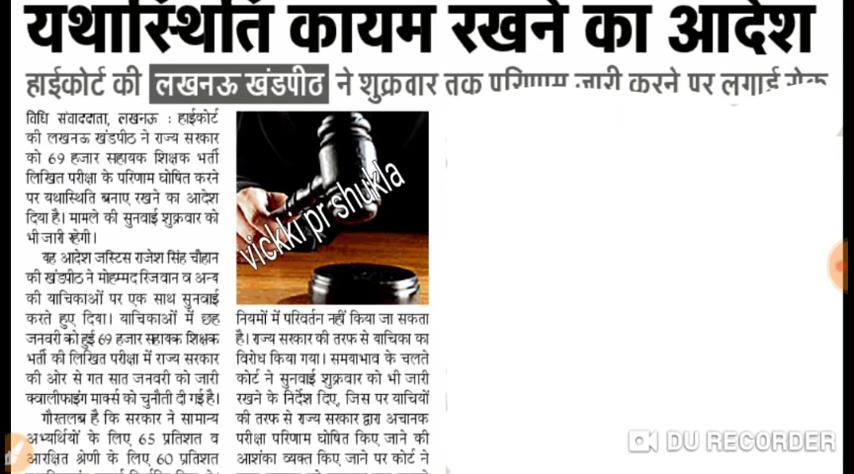 यथास्थिति कायम रखने का आदेश
हाईकोर्ट की लखनऊ खंडपीठ ने शुक्रवार तक परिणाम जारी करने पर लगाई रोक
विधि संवाददाता, लखनऊ : हाईकोर्ट
की लखनऊ खंडपीठ ने राज्य सरकार
को 69 हजार सहायक शिक्षक भर्ती
लिखित परीक्षा के परिणाम घोषित करने
पर यथास्थिति बनाए रखने का आदेश
दिया है। मामले की सुनवाई शुक्रवार को
भी जारी रहेगी।
यह आदेश जस्टिस राजेश सिंह चौहान
की खंडपीठ ने मोहम्मद रिजवान व अन्य
की याचिकाओं पर एक साथ सुनवाई
करते हुए दिया। याचिकाओं में छह
जनवरी को हुई 69 हजार सहायक शिक्षक
भर्ती की लिखित परीक्षा में राज्य सरकार
की ओर से गत सात जनवरी को जारी
क्वालीफाइंग मार्क्स को चुनौती दी गई है।
गौरतलब है कि सरकार ने सामान्य
अभ्यर्थियों के लिए 65 प्रतिशत व
आरक्षित श्रेणी के लिए 60 प्रतिशत
vickki pr shukla
नियमों में परिवर्तन नहीं किया जा सकता
है। राज्य सरकार की तरफ से याचिका का
विरोध किया गया। समयाभाव के चलते
कोर्ट ने सुनवाई शुक्रवार को भी जारी
रखने के निर्देश दिए, जिस पर याचियों
की तरफ से राज्य सरकार द्वारा अचानक
परीक्षा परिणाम घोषित किए जाने की
आशंका व्यक्त किए जाने पर कोर्ट ने
DU RECORDER